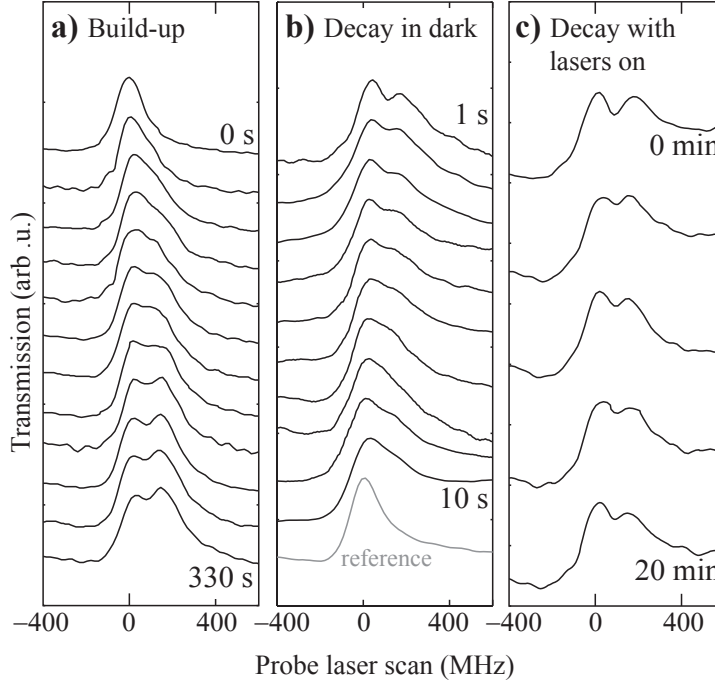 a) Build-up
0 s
330 s
b) Decay in dark
1 s
10 s
reference
c) Decay with
lasers on
0 min
20 min
Transmission (arb .u.)
−400 0 400
−400 0 400
−400 0 400
Probe laser scan (MHz)